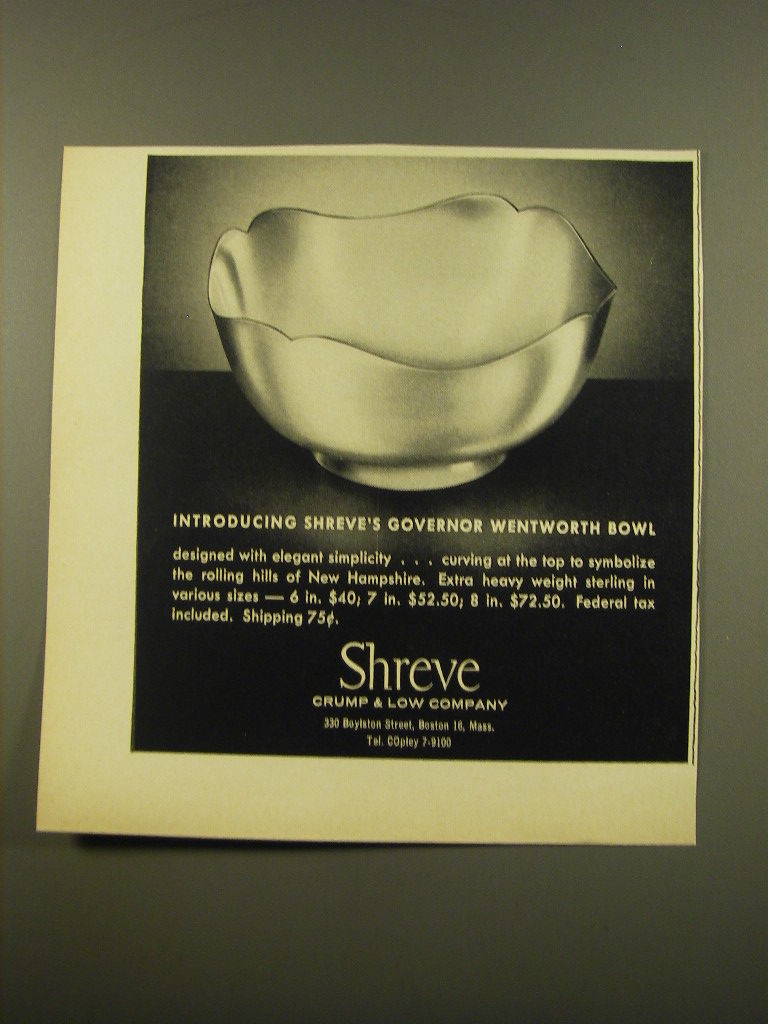 INTRODUCING SHREVE'S GOVERNOR WENTWORTH BOWL
designed with elegant simplicity . . . curving at the top to symbolize
the rolling hills of New Hampshire. Extra heavy weight sterling in
various sizes — 6 in. $40; 7 in. $52.50; 8 in. $72.50. Federal tax
included. Shipping 75¢.
Shreve
CRUMP & LOW COMPANY
330 Boylston Street, Boston 16, Mass.
Tel. COpley 7-9100